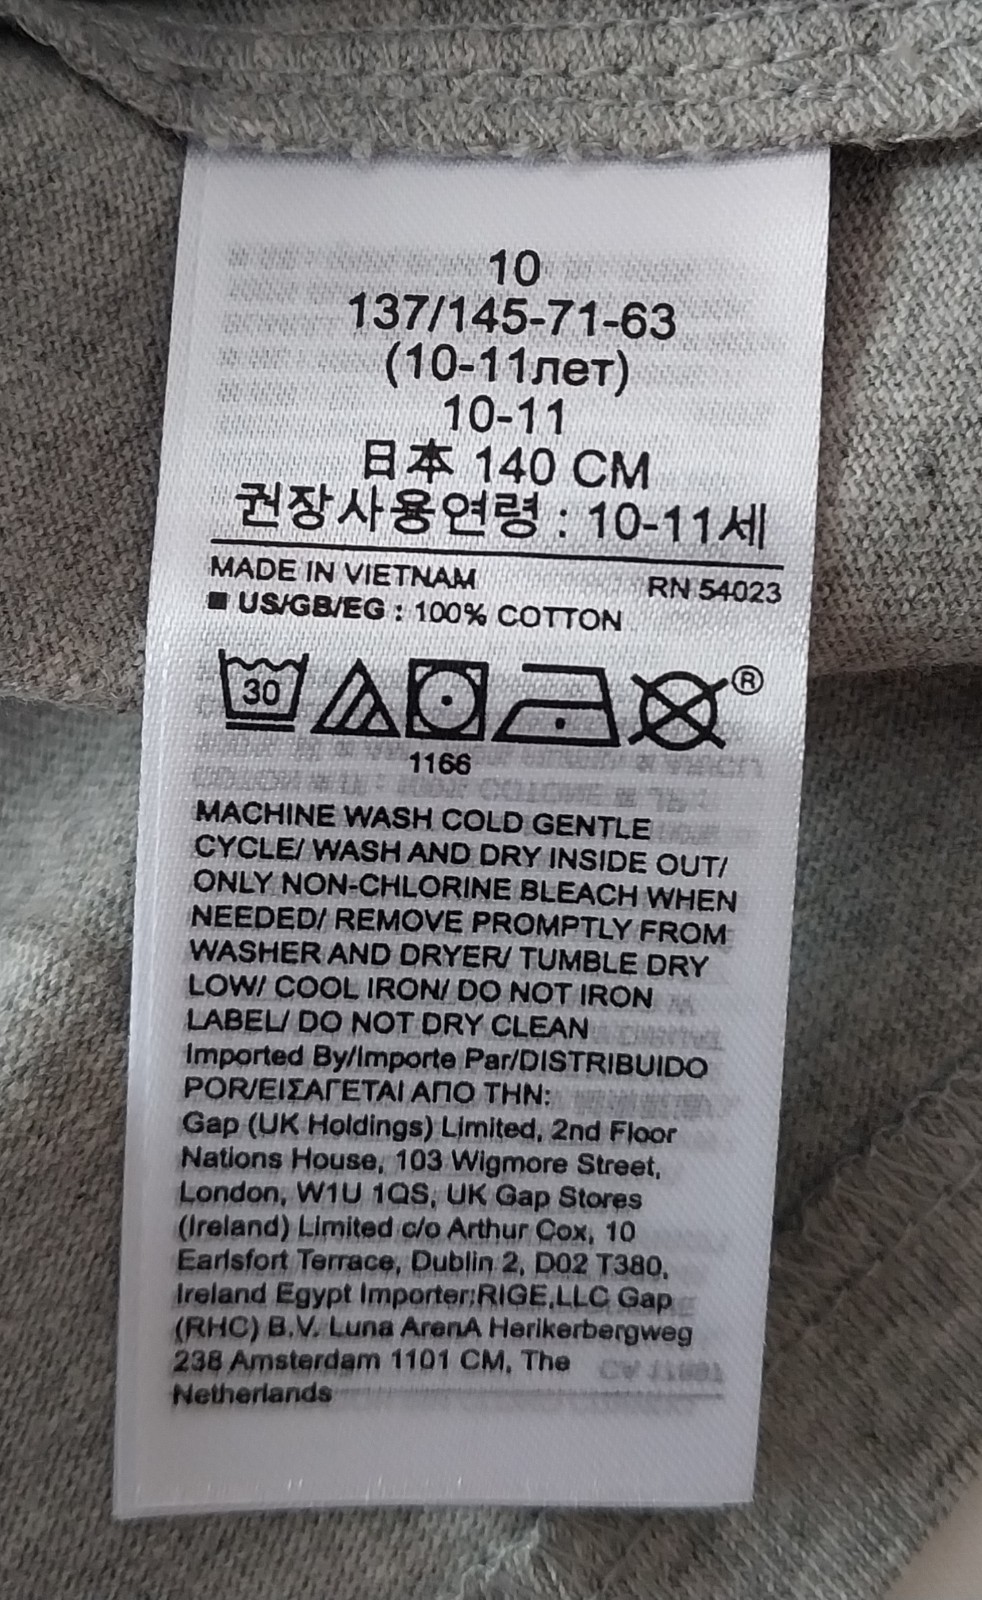 10
137/145-71-63
(10-11лет)
10-11
日本 140 CM
권장사용연령 : 10-11세
MADE IN VIETNAM RN 54023
■ US/GB/EG : 100% COTTON
30
®
1166
MACHINE WASH COLD GENTLE
CYCLE/ WASH AND DRY INSIDE OUT/
ONLY NON-CHLORINE BLEACH WHEN
NEEDED/ REMOVE PROMPTLY FROM
WASHER AND DRYER/ TUMBLE DRY
LOW/ COOL IRON/ DO NOT IRON
LABEL/ DO NOT DRY CLEAN
Imported By/Importe Par/DISTRIBUIDO
POR/ΕΙΣΑΓΕΤΑΙ ΑΠΟ ΤΗΝ:
Gap (UK Holdings) Limited, 2nd Floor
Nations House, 103 Wigmore Street,
London, W1U 1QS, UK Gap Stores
(Ireland) Limited c/o Arthur Cox, 10
Earlsfort Terrace, Dublin 2, D02 T380,
Ireland Egypt Importer:RIGE,LLC Gap
(RHC) B.V. Luna ArenA Herikerbergweg
238 Amsterdam 1101 CM, The
Netherlands